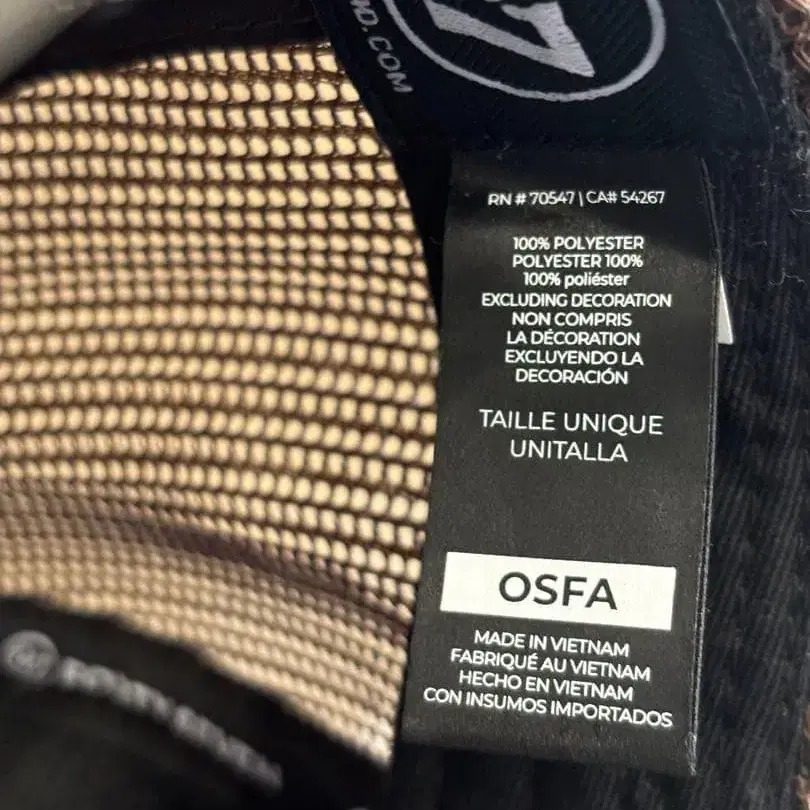 .COM
47
RN # 70547 | CA# 54267
100% POLYESTER
POLYESTER 100%
100% poliéster
EXCLUDING DECORATION
NON COMPRIS
LA DÉCORATION
EXCLUYENDO LA
DECORACIÓN
TAILLE UNIQUE
UNITALLA
OSFA
MADE IN VIETNAM
FABRIQUÉ AU VIETNAM
HECHO EN VIETNAM
CON INSUMOS IMPORTADOS